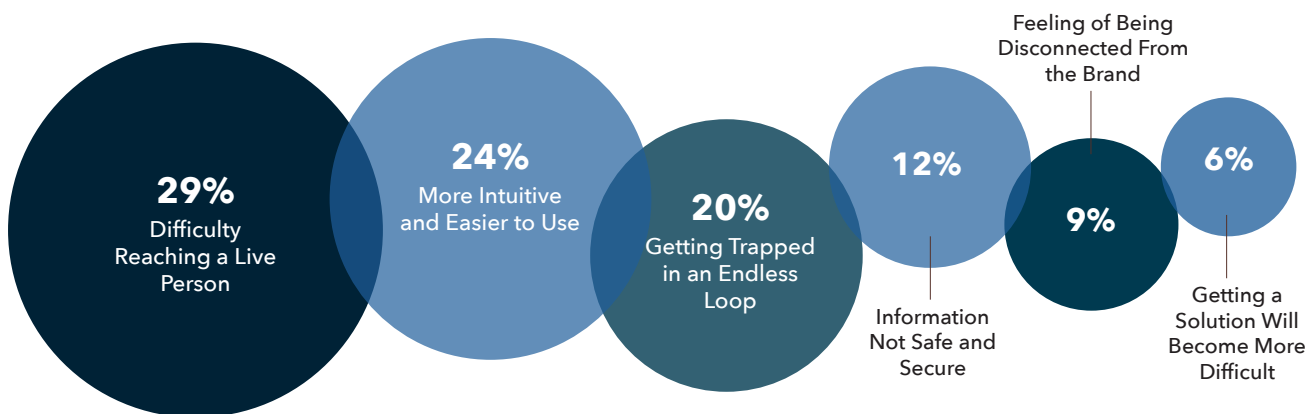 29%
Difficulty
Reaching a Live
Person
24%
More Intuitive
and Easier to Use
20%
Getting Trapped
in an Endless
Loop
12%
Information
Not Safe and
Secure
Feeling of Being
Disconnected From
the Brand
9%
6%
Getting a
Solution Will
Become More
Difficult